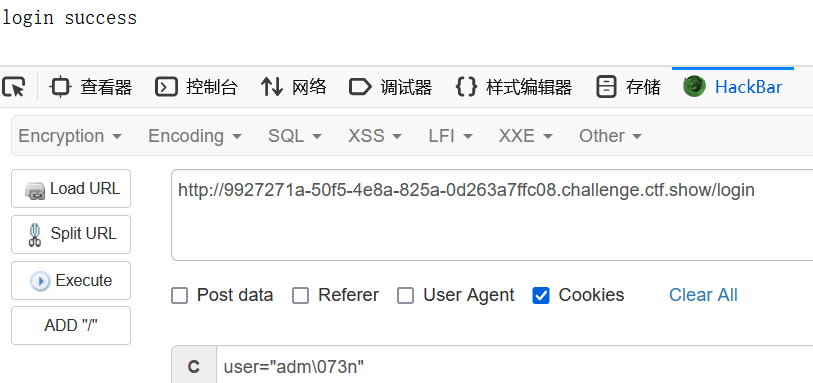 login success
查看器 控制台 网络 调试器 样式编辑器 存储 HackBar
Encryption Encoding SQL XSS LFI XXE Other
Load URL
http://9927271a-50f5-4e8a-825a-0d263a7ffc08.challenge.ctf.show/login
Split URL
Execute
ADD "/"
Post data Referer User Agent Cookies Clear All
C user="adm\073n"